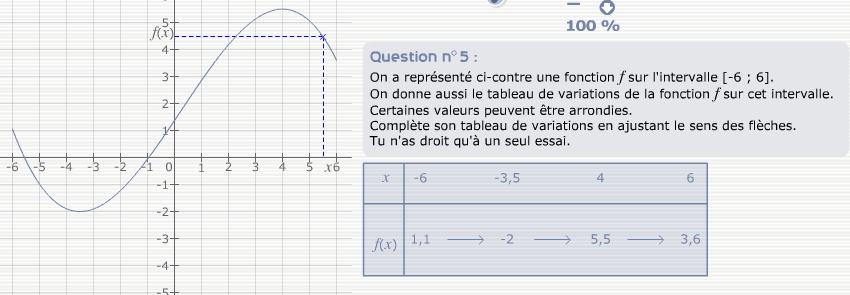 100 %
Question n°5 :
On a représenté ci-contre une fonction f sur l'intervalle [-6 ; 6].
On donne aussi le tableau de variations de la fonction f sur cet intervalle.
Certaines valeurs peuvent être arrondies.
Complète son tableau de variations en ajustant le sens des flèches.
Tu n'as droit qu'à un seul essai.
x -6 -3,5 4 6
f(x) 1,1 -2 5,5 3,6
5
f(x)
4
3
2
1
-6 -5 -4 -3 -2 -1 0 1 2 3 4 5 x 6
-1
-2
-3
-4
-5